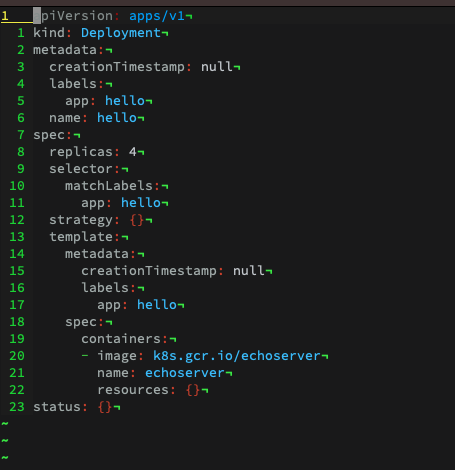 1 apiVersion: apps/v1¬
1 kind: Deployment¬
2 metadata:¬
3   creationTimestamp: null¬
4   labels:¬
5     app: hello¬
6   name: hello¬
7 spec:¬
8   replicas: 4¬
9   selector:¬
10     matchLabels:¬
11       app: hello¬
12   strategy: {}¬
13   template:¬
14     metadata:¬
15       creationTimestamp: null¬
16       labels:¬
17         app: hello¬
18     spec:¬
19       containers:¬
20       - image: k8s.gcr.io/echoserver¬
21         name: echoserver¬
22         resources: {}¬
23 status: {}¬
~
~
~